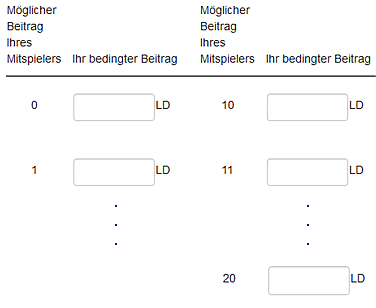 Möglicher
Beitrag
Ihres
Mitspielers Ihr bedingter Beitrag
Möglicher
Beitrag
Ihres
Mitspielers Ihr bedingter Beitrag
0 LD 10 LD
1 LD 11 LD
20 LD